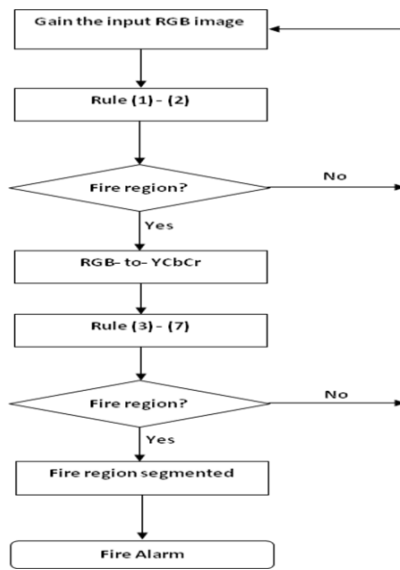 Gain the input RGB image
Rule (1) - (2)
Fire region?
No
Yes
RGB- to- YCbCr
Rule (3) - (7)
Fire region?
No
Yes
Fire region segmented
Fire Alarm